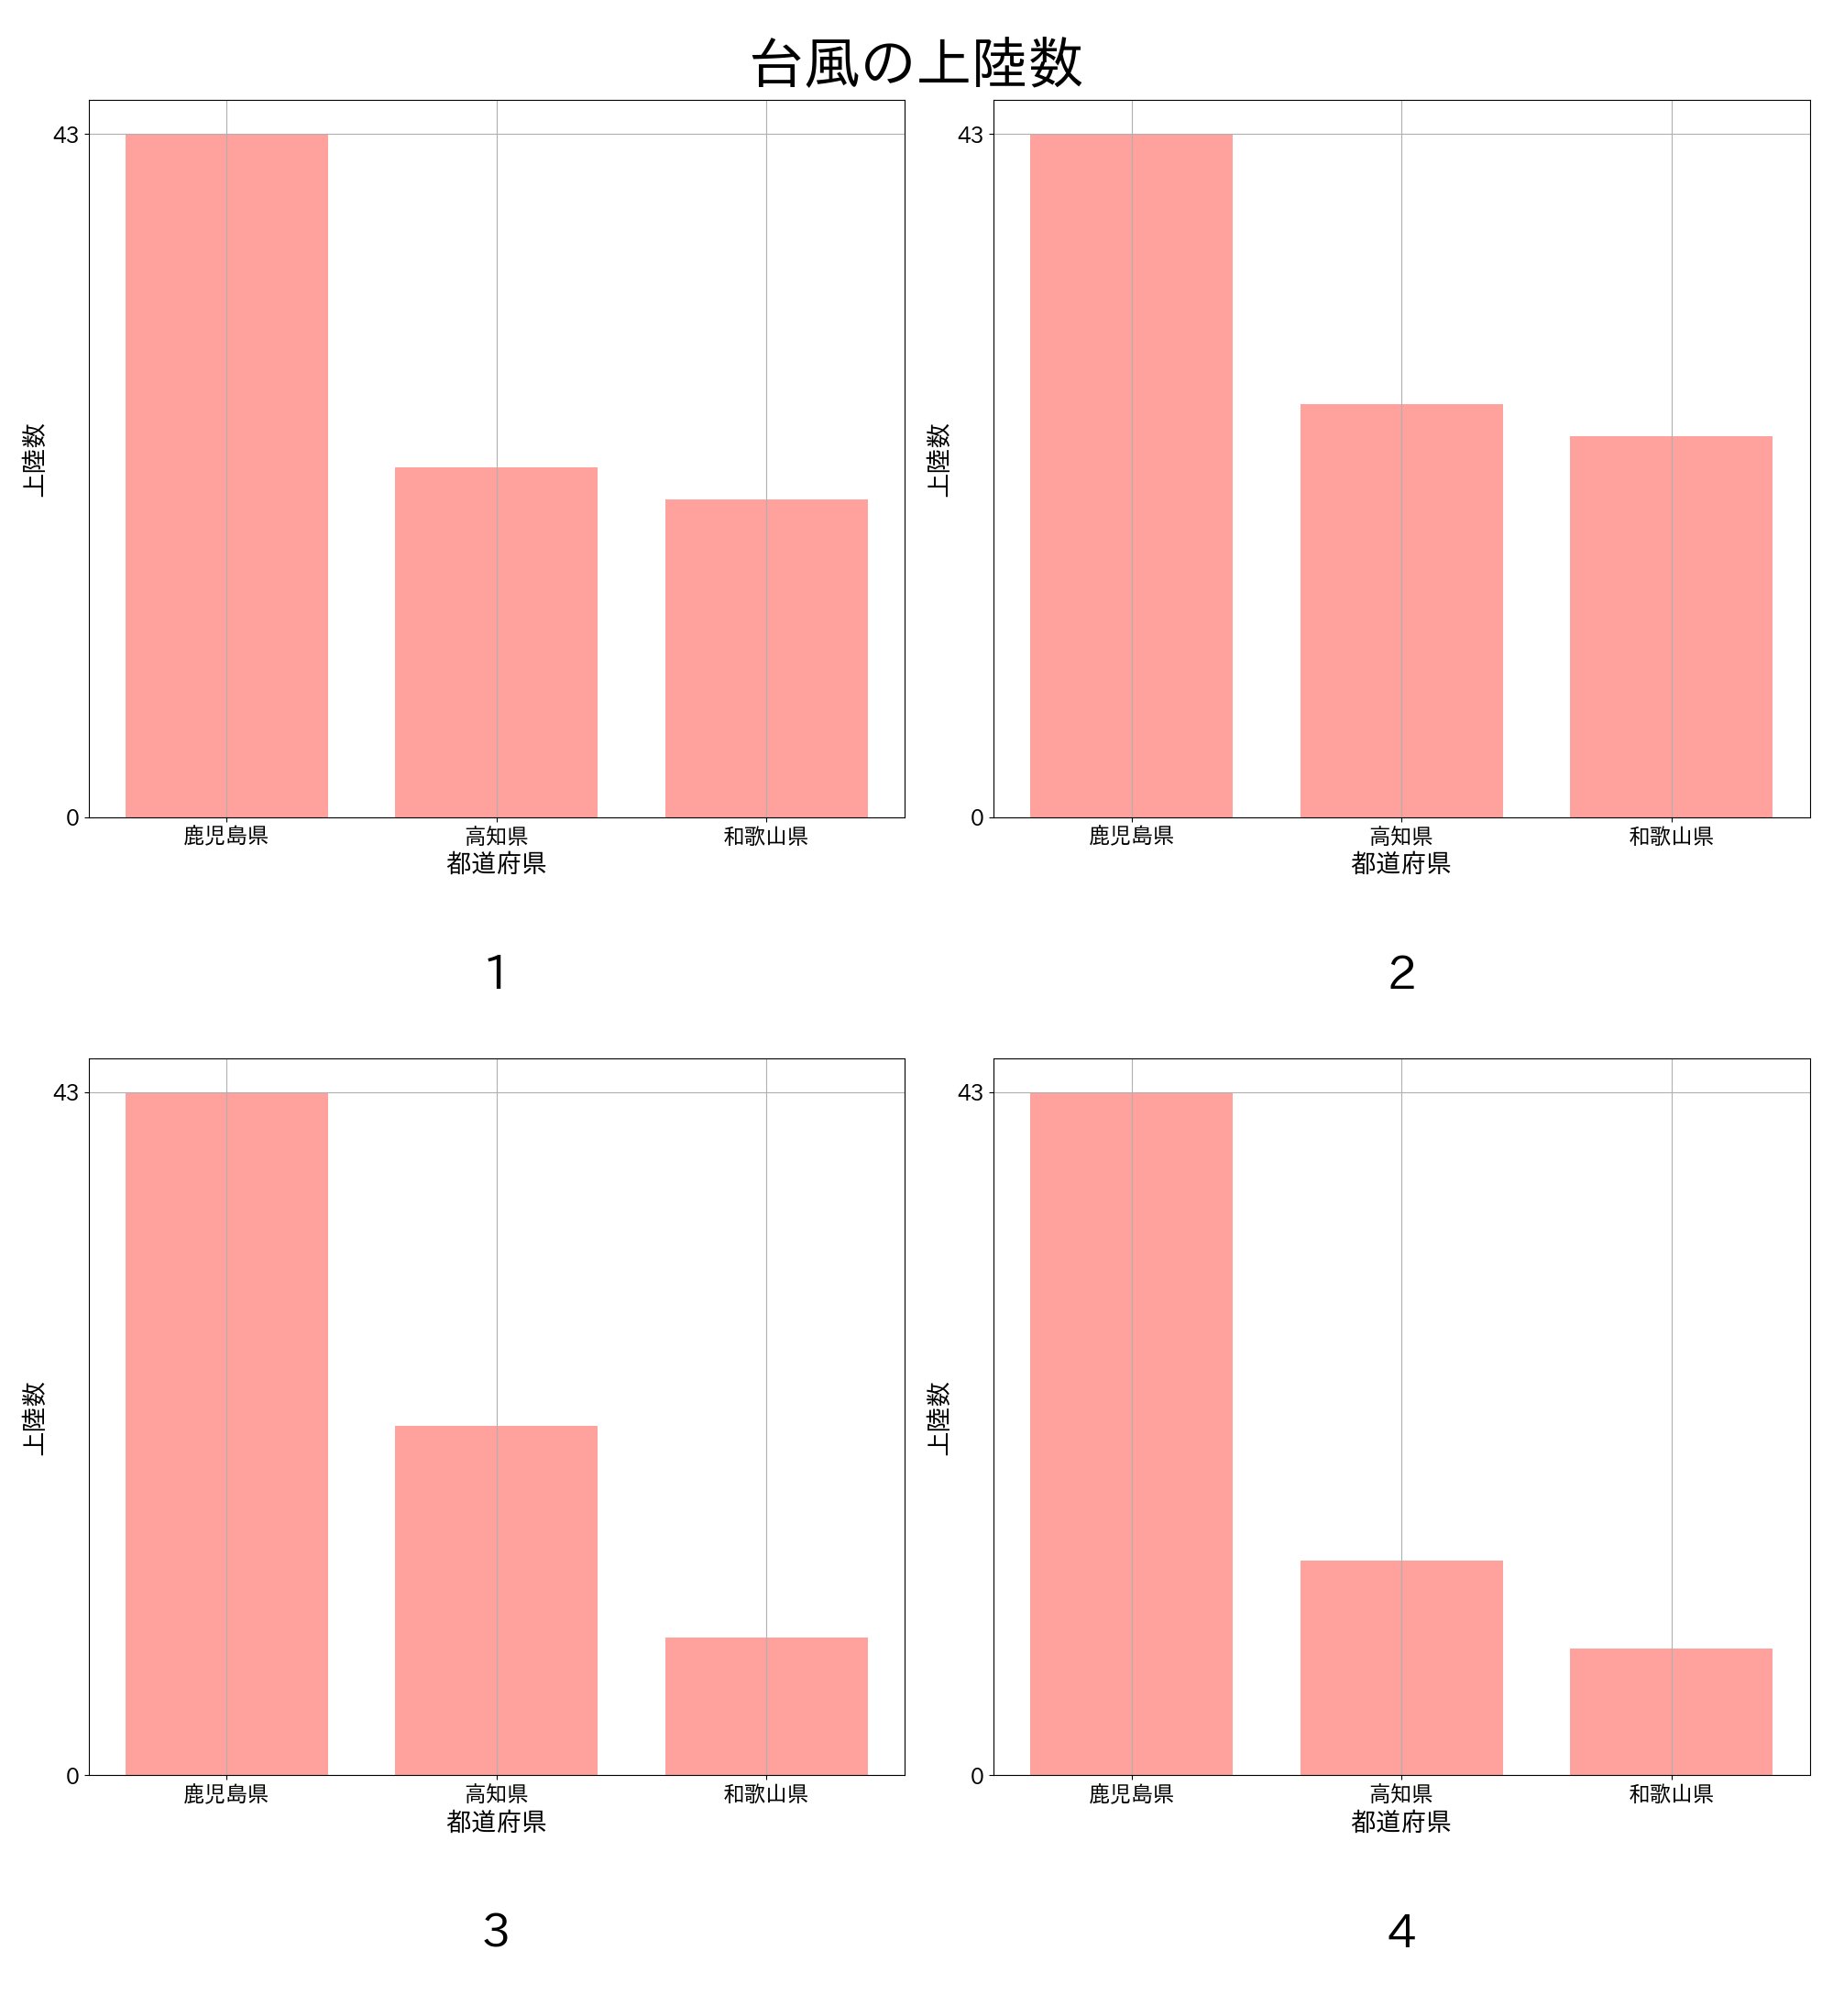 台風の上陸数
43
上陸数
0
鹿児島県 高知県 和歌山県
都道府県
1
43
上陸数
0
鹿児島県 高知県 和歌山県
都道府県
2
43
上陸数
0
鹿児島県 高知県 和歌山県
都道府県
3
43
上陸数
0
鹿児島県 高知県 和歌山県
都道府県
4